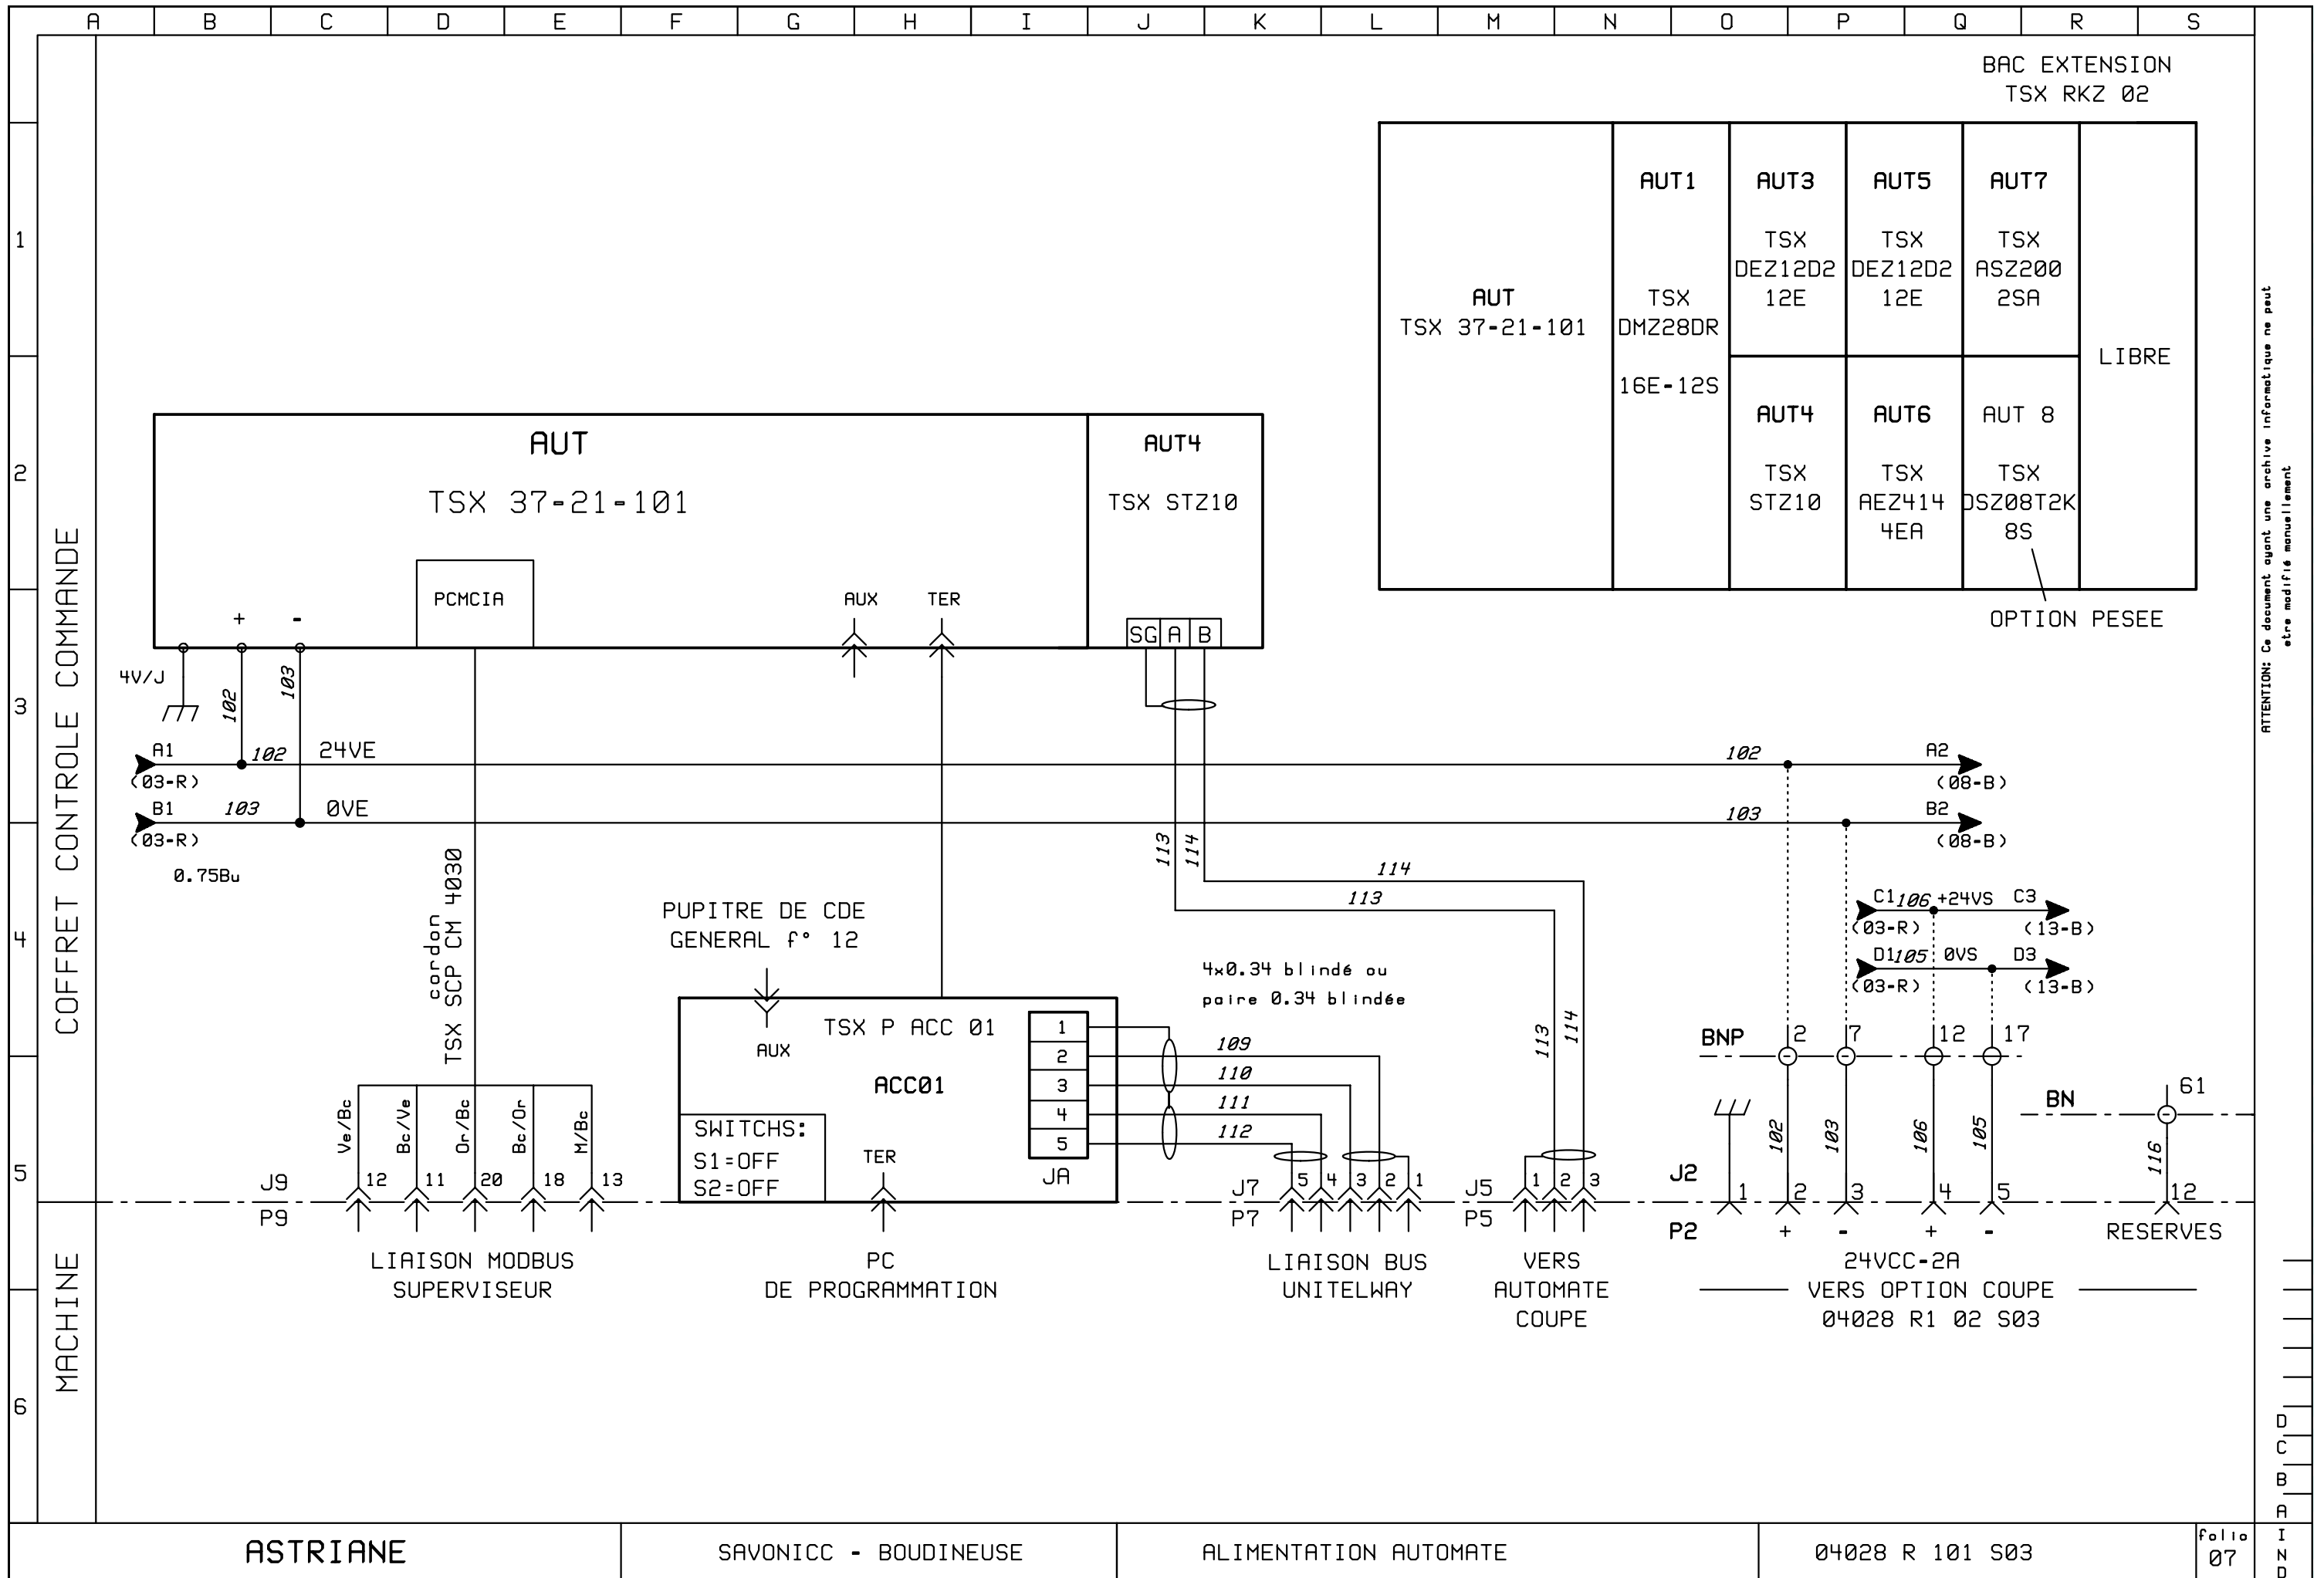 A B C D E F G H I J K L M N O P Q R S
BAC EXTENSION
TSX RKZ 02
1
2
3
4
5
6
COFFRET CONTROLE COMMANDE
MACHINE
AUT
TSX 37-21-101
AUT1
TSX
DMZ28DR
16E-12S
AUT3
TSX
DEZ12D2
12E
AUT5
TSX
DEZ12D2
12E
AUT7
TSX
ASZ200
2SA
LIBRE
AUT4
TSX
STZ10
AUT6
TSX
AEZ414
4EA
AUT 8
TSX
DSZ08T2K
8S
OPTION PESEE
AUT
TSX 37-21-101
PCMCIA
AUX
TER
+ -
AUT4
TSX STZ10
SG A B
4V/J
102
103
A1
(03-R)
102
24VE
102
A2
(08-B)
B1
(03-R)
103
0VE
103
B2
(08-B)
0.75Bu
cordon
TSX SCP CM 4030
113
114
114
113
C1 106 +24VS C3
(03-R)
(13-B)
D1 105 0VS D3
(03-R)
(13-B)
PUPITRE DE CDE
GENERAL f° 12
AUX
TSX P ACC 01
ACC01
SWITCHS:
S1=OFF
S2=OFF
TER
1
2
3
4
5
JA
4x0.34 blindé ou
paire 0.34 blindée
109
110
111
112
113
114
BNP
2
7
12
17
BN
61
102
103
106
105
116
Ve/Bc
Bc/Ve
Or/Bc
Bc/Or
M/Bc
J9
P9
12
11
20
18
13
J7
P7
5 4 3 2 1
J5
P5
1 2 3
J2
P2
1 2 3 4 5 12
+ - + -
LIAISON MODBUS
SUPERVISEUR
PC
DE PROGRAMMATION
LIAISON BUS
UNITELWAY
VERS
AUTOMATE
COUPE
24VCC-2A
VERS OPTION COUPE
04028 R1 02 S03
RESERVES
ATTENTION: Ce document ayant une archive informatique ne peut
etre modifié manuellement
D
C
B
A
I
N
D
ASTRIANE
SAVONICC - BOUDINEUSE
ALIMENTATION AUTOMATE
04028 R 101 S03
folio
07